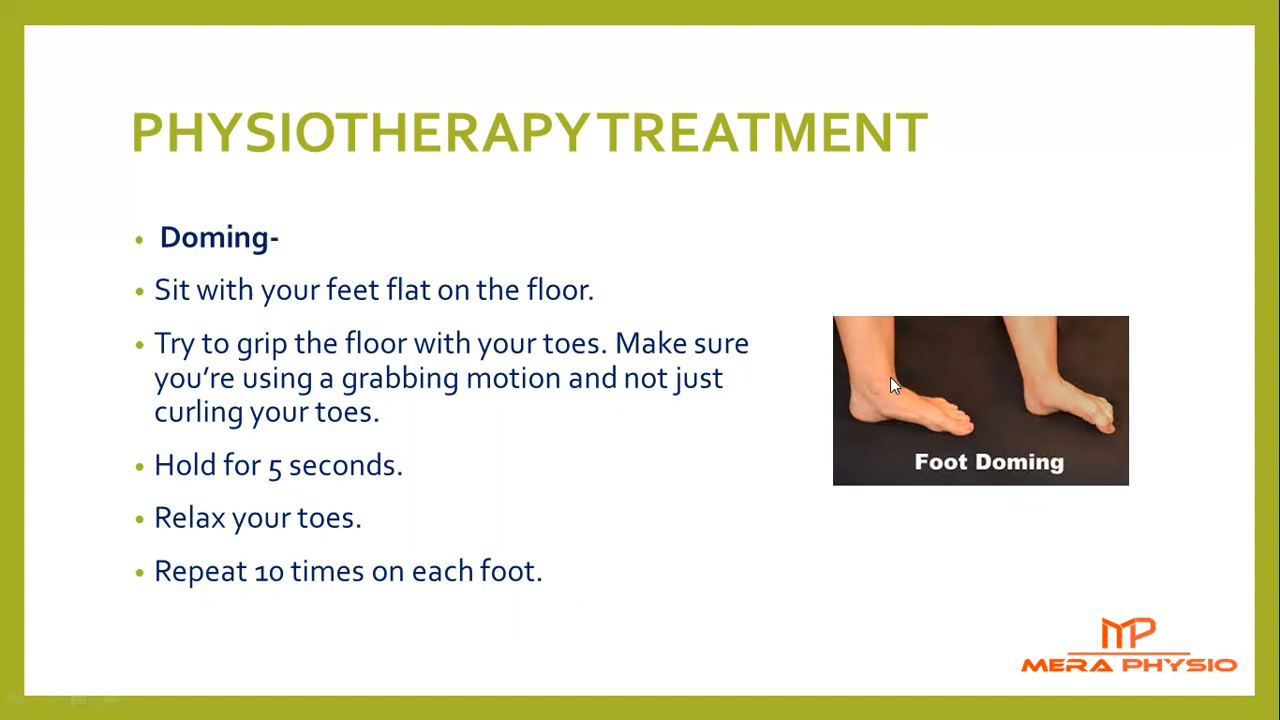 PHYSIOTHERAPY TREATMENT
• Doming-
• Sit with your feet flat on the floor.
• Try to grip the floor with your toes. Make sure
you’re using a grabbing motion and not just
curling your toes.
• Hold for 5 seconds.
• Relax your toes.
• Repeat 10 times on each foot.
Foot Doming
MP
MERA PHYSIO